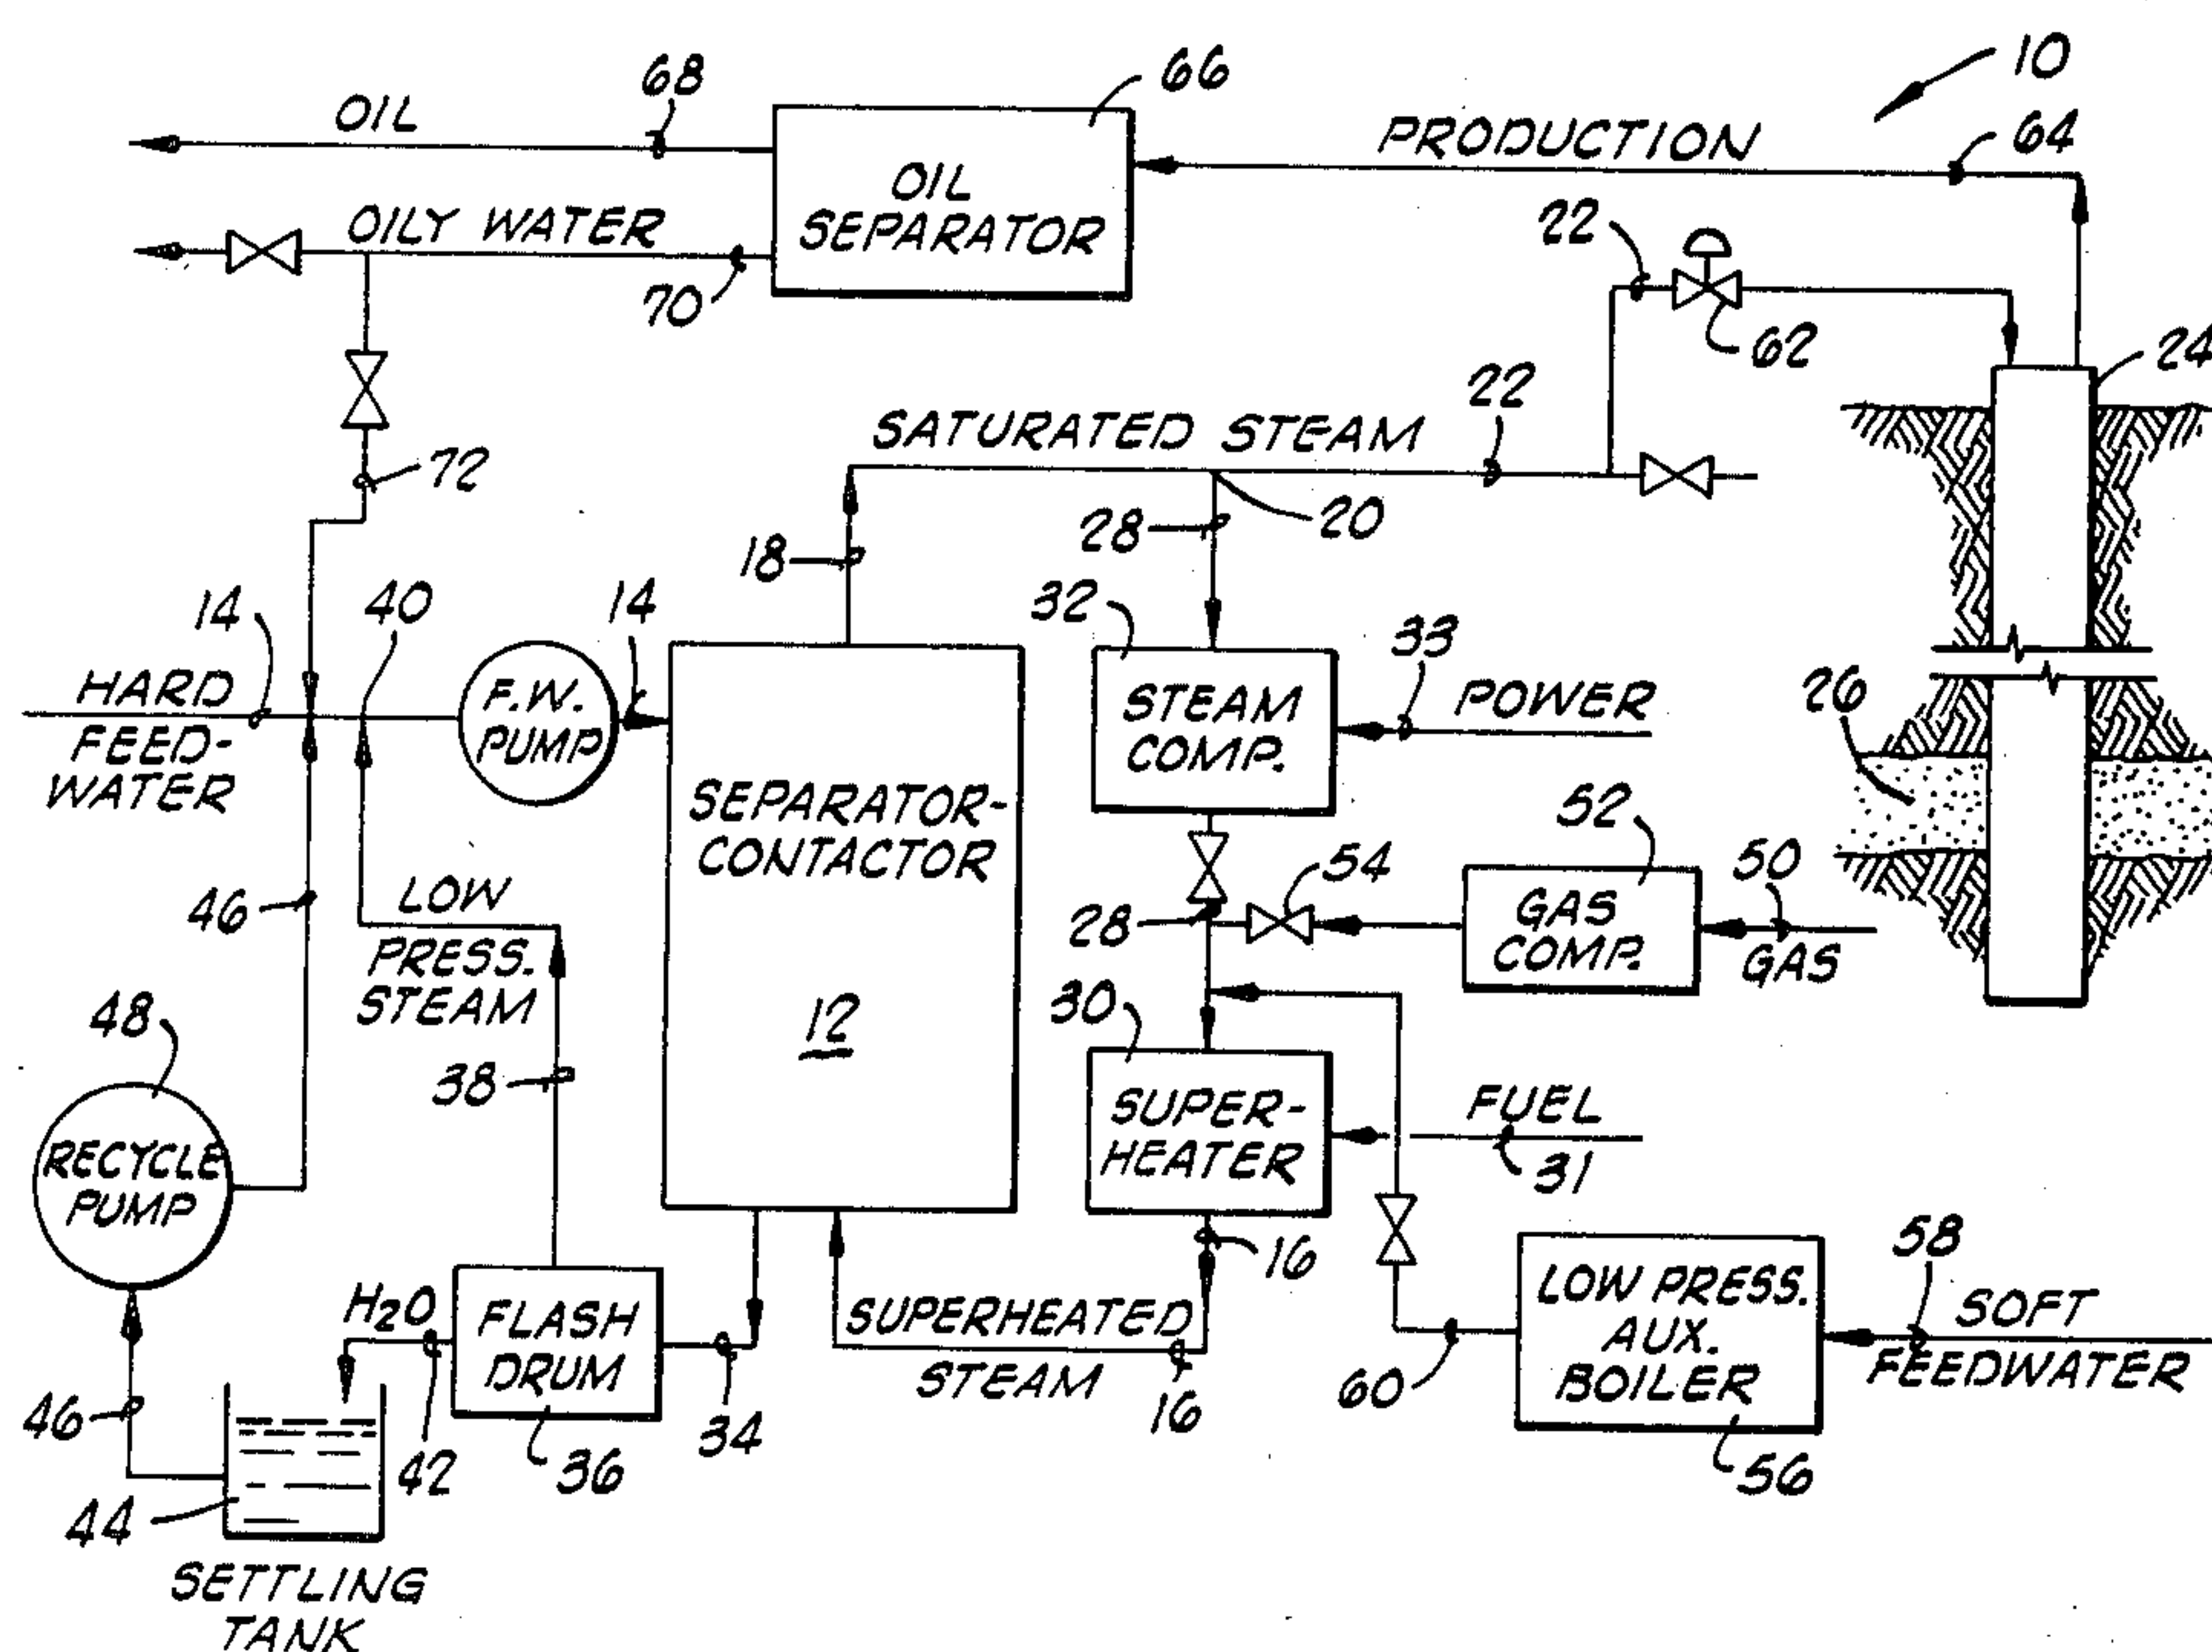 10
68
66
OIL
PRODUCTION
64
OIL
SEPARATOR
OILY WATER
70
22
62
24
22
SATURATED STEAM
72
28
20
18
14
40
14
32
33
HARD
FEED-
WATER
F.W.
PUMP
STEAM
COMP.
POWER
26
SEPARATOR-
CONTACTOR
12
52
54
50
46
LOW
PRESS.
STEAM
28
GAS
COMP.
GAS
48
38
30
RECYCLE
PUMP
SUPER-
HEATER
FUEL
31
16
58
H2O
FLASH
DRUM
SUPERHEATED
STEAM
LOW PRESS.
AUX.
BOILER
SOFT
FEEDWATER
46
42
36
34
16
60
56
44
SETTLING
TANK